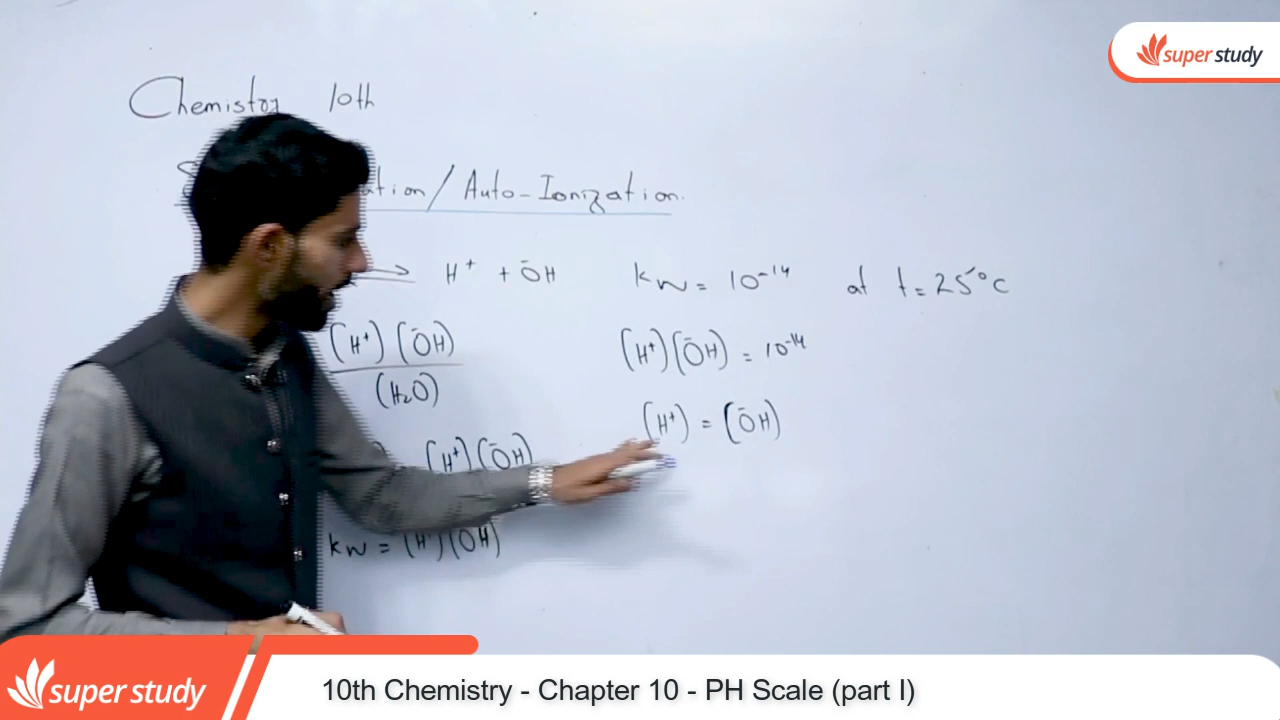 super study
Chemistry 10th
ation / Auto-Ionization.
H⁺ + ŌH
Kw = 10⁻¹⁴ at t = 25°C
(H⁺) (ŌH)
(H₂O)
(H⁺)(ŌH) = 10⁻¹⁴
(H⁺) = (ŌH)
(H⁺)(ŌH)
Kw = (H⁺)(ŌH)
super study
10th Chemistry - Chapter 10 - PH Scale (part I)